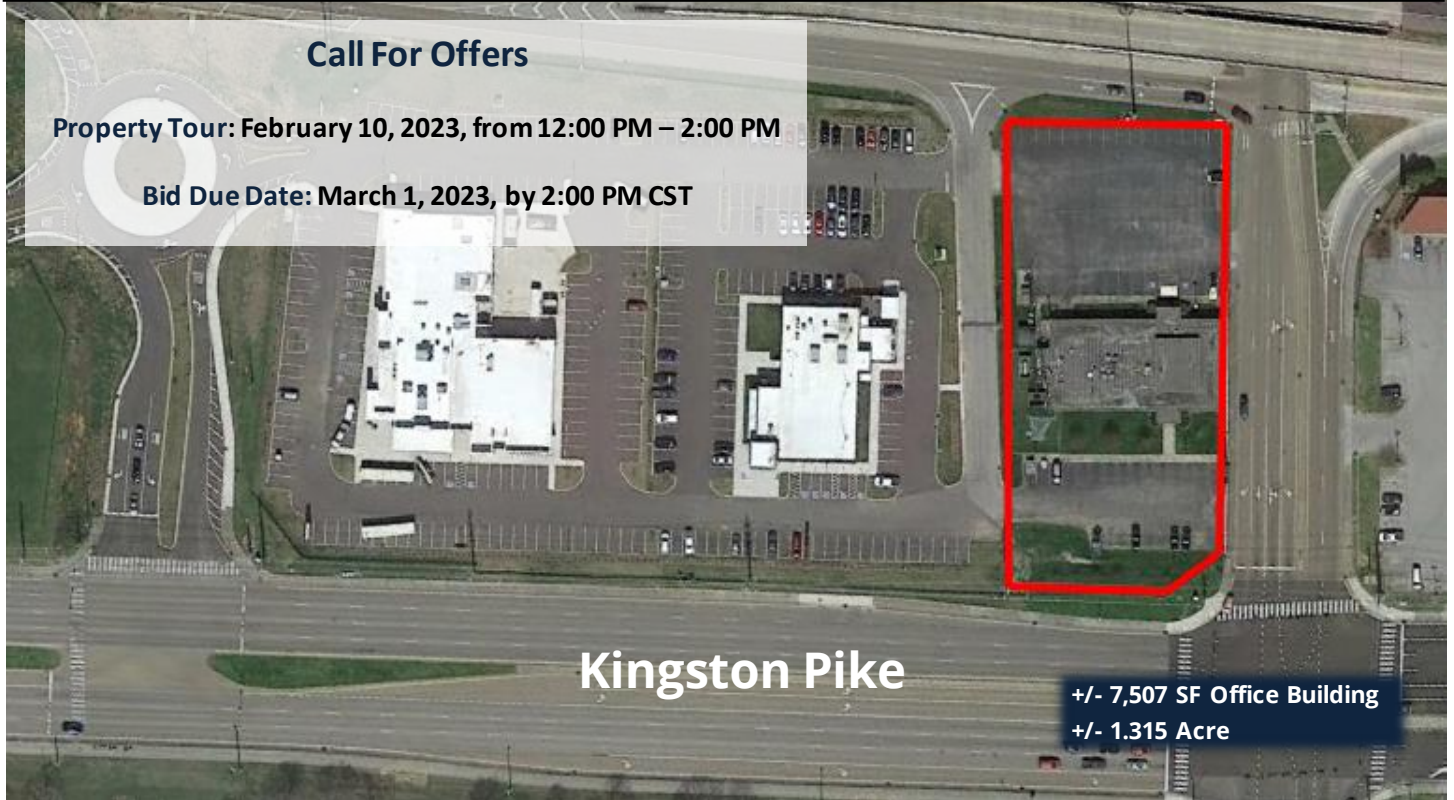 Call For Offers
Property Tour: February 10, 2023, from 12:00 PM – 2:00 PM
Bid Due Date: March 1, 2023, by 2:00 PM CST
Kingston Pike
+/- 7,507 SF Office Building
+/- 1.315 Acre